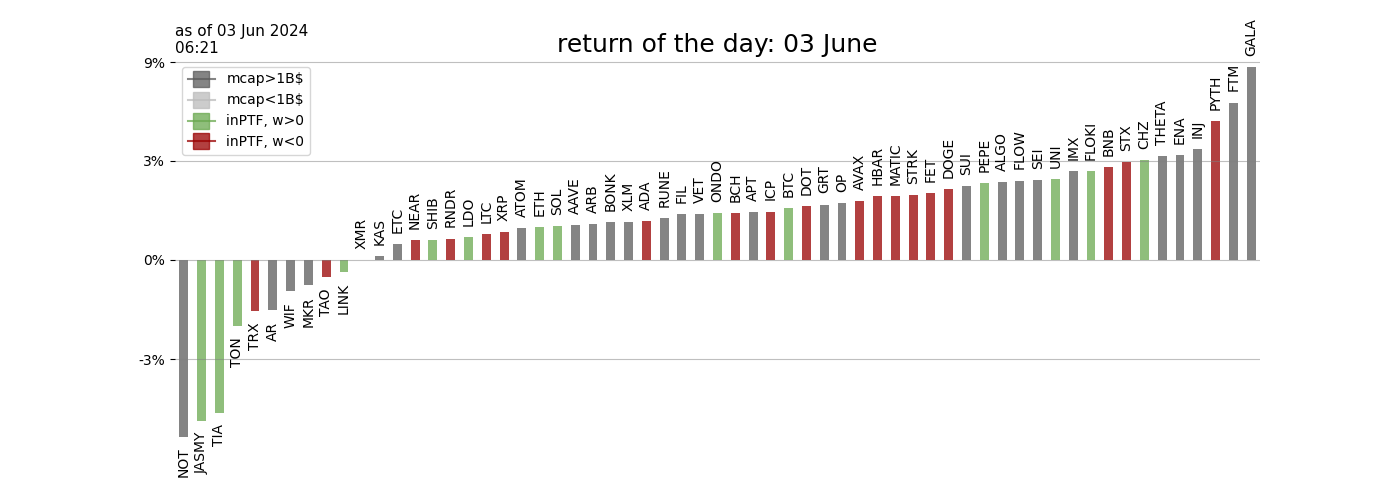 as of 03 Jun 2024
06:21
return of the day: 03 June
9%
3%
0%
-3%
mcap>1B$
mcap<1B$
inPTF, w>0
inPTF, w<0
NOT
JASMY
TIA
TON
TRX
AR
WIF
MKR
TAO
LINK
XMR
KAS
ETC
NEAR
SHIB
RNDR
LDO
LTC
XRP
ATOM
ETH
SOL
AAVE
ARB
BONK
XLM
ADA
RUNE
FIL
VET
ONDO
BCH
APT
ICP
BTC
DOT
GRT
OP
AVAX
HBAR
MATIC
STRK
FET
DOGE
SUI
PEPE
ALGO
FLOW
SEI
UNI
IMX
FLOKI
BNB
STX
CHZ
THETA
ENA
INJ
PYTH
FTM
GALA